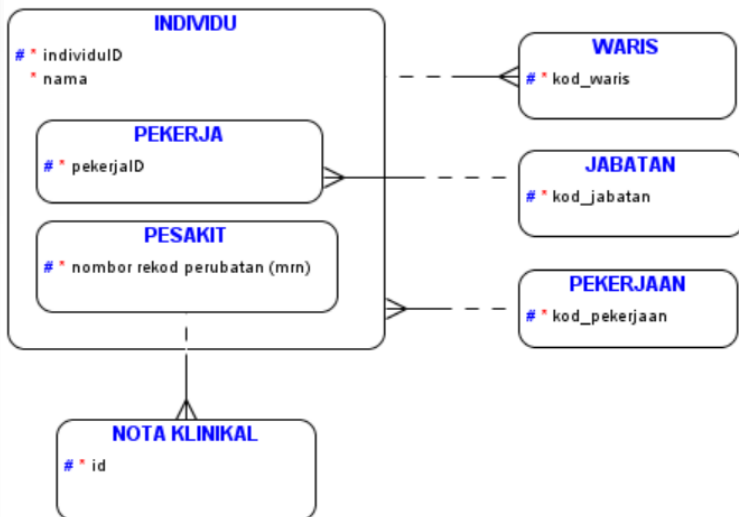 INDIVIDU
# * individuID
* nama
PEKERJA
# * pekerjaID
PESAKIT
# * nombor rekod perubatan (mrn)
WARIS
# * kod_waris
JABATAN
# * kod_jabatan
PEKERJAAN
# * kod_pekerjaan
NOTA KLINIKAL
# * id